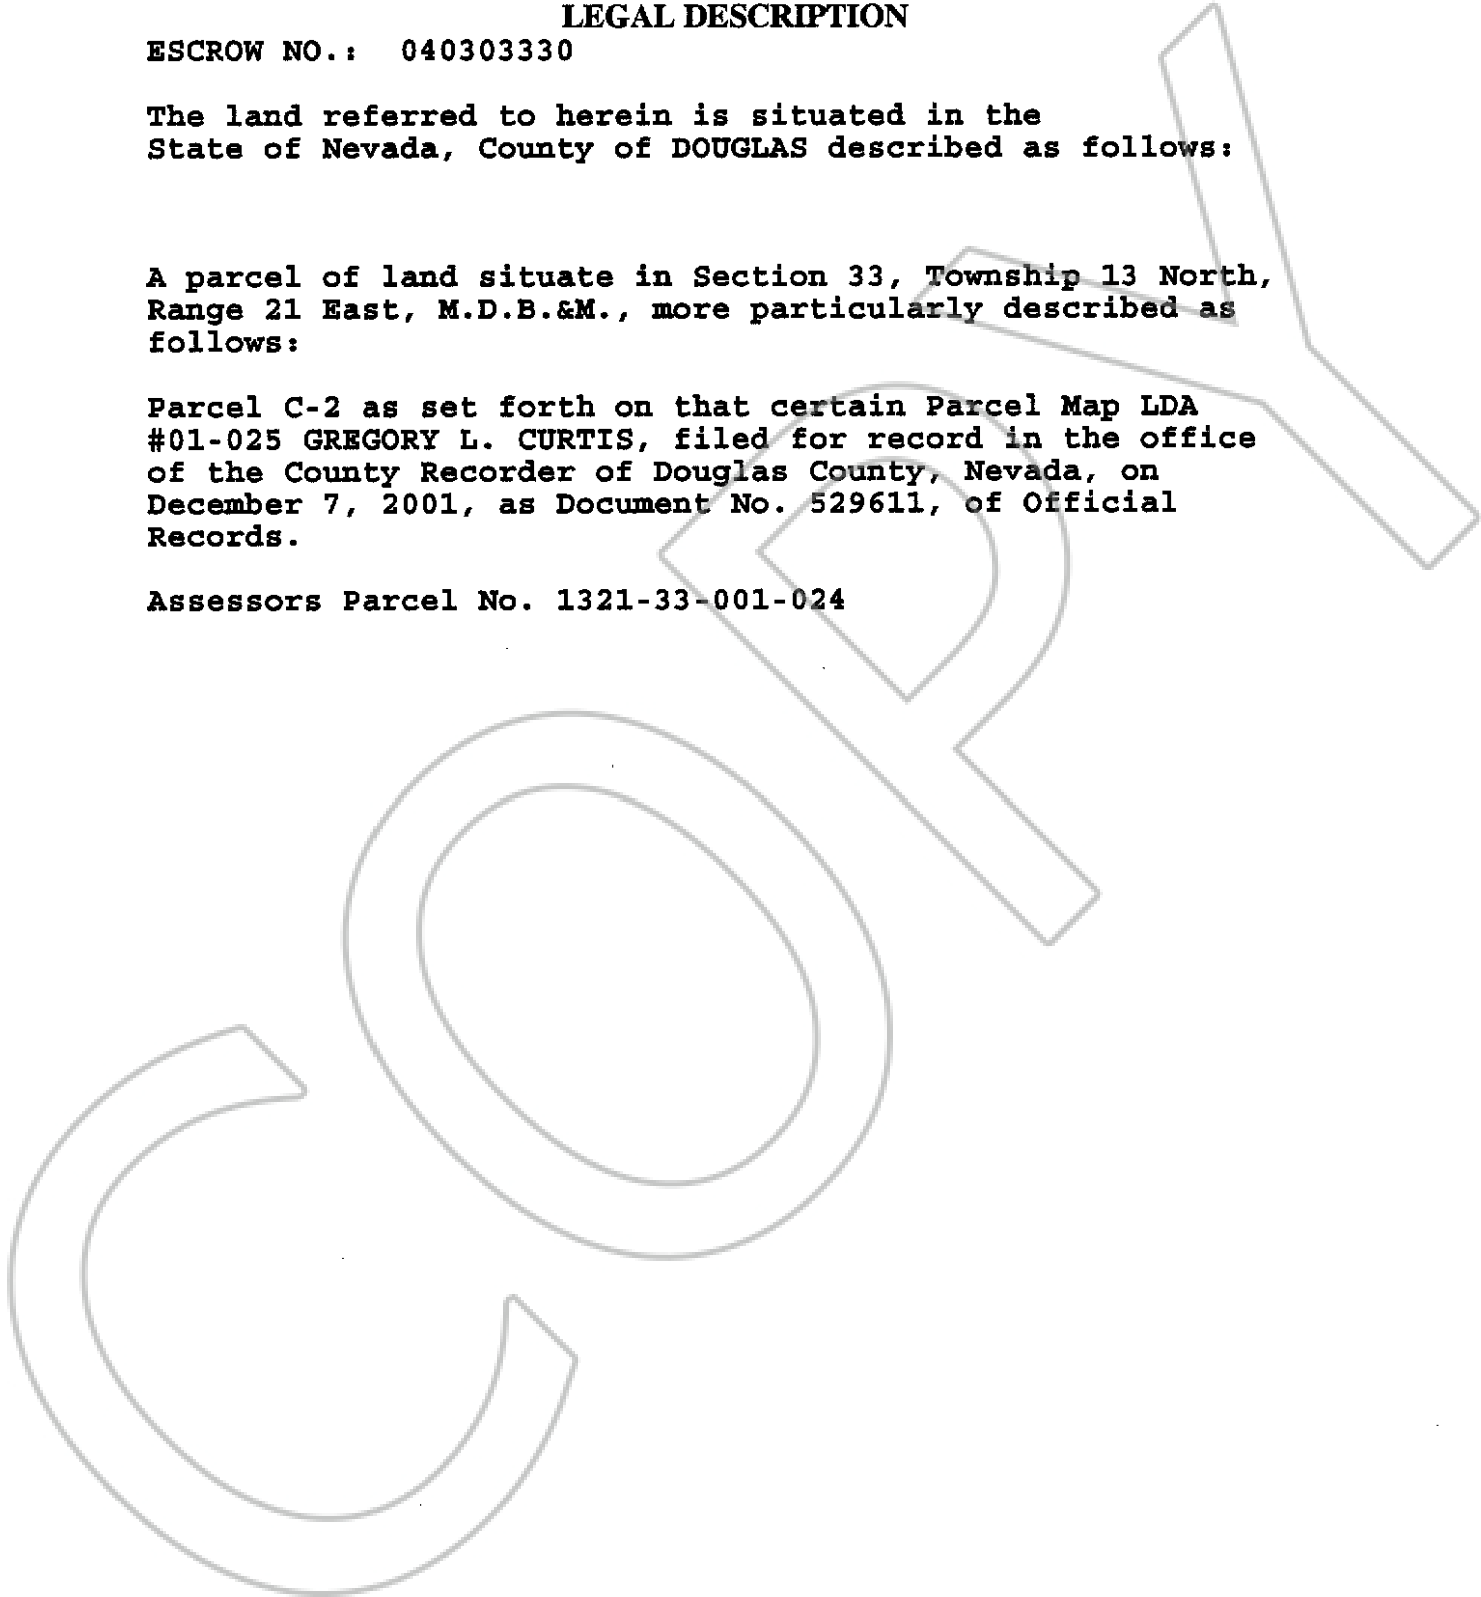 LEGAL DESCRIPTION
ESCROW NO.: 040303330
The land referred to herein is situated in the
State of Nevada, County of DOUGLAS described as follows:
A parcel of land situate in Section 33, Township 13 North,
Range 21 East, M.D.B.&M., more particularly described as
follows:
Parcel C-2 as set forth on that certain Parcel Map LDA
#01-025 GREGORY L. CURTIS, filed for record in the office
of the County Recorder of Douglas County, Nevada, on
December 7, 2001, as Document No. 529611, of Official
Records.
Assessors Parcel No. 1321-33-001-024
COPY